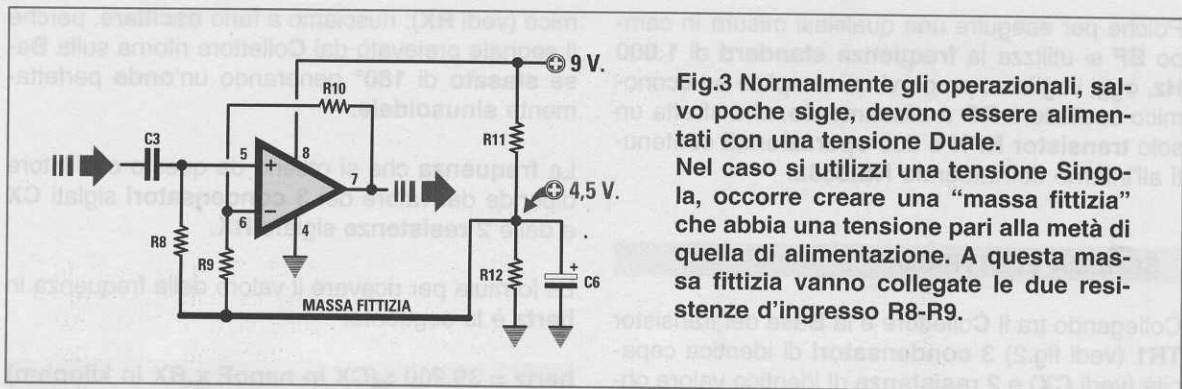 C3
R8
R9
R10
5
+
8
6
−
4
7
R11
R12
9 V.
4,5 V.
+
C6
MASSA FITTIZIA
Fig.3 Normalmente gli operazionali, sal-
vo poche sigle, devono essere alimen-
tati con una tensione Duale.
Nel caso si utilizzi una tensione Singo-
la, occorre creare una “massa fittizia”
che abbia una tensione pari alla metà di
quella di alimentazione. A questa mas-
sa fittizia vanno collegate le due resi-
stenze d'ingresso R8-R9.